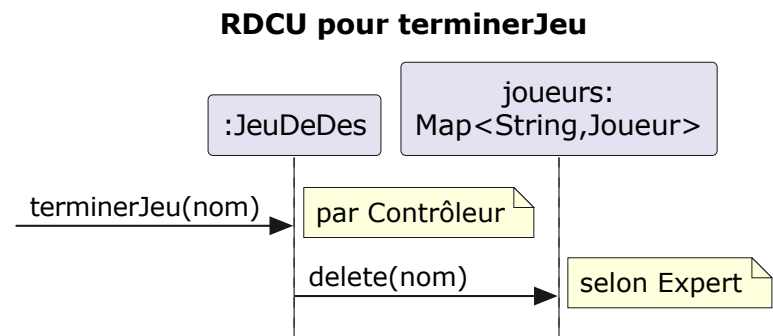 RDCU pour terminerJeu
:JeuDeDes
joueurs:
Map<String,Joueur>
terminerJeu(nom)
par Contrôleur
delete(nom)
selon Expert